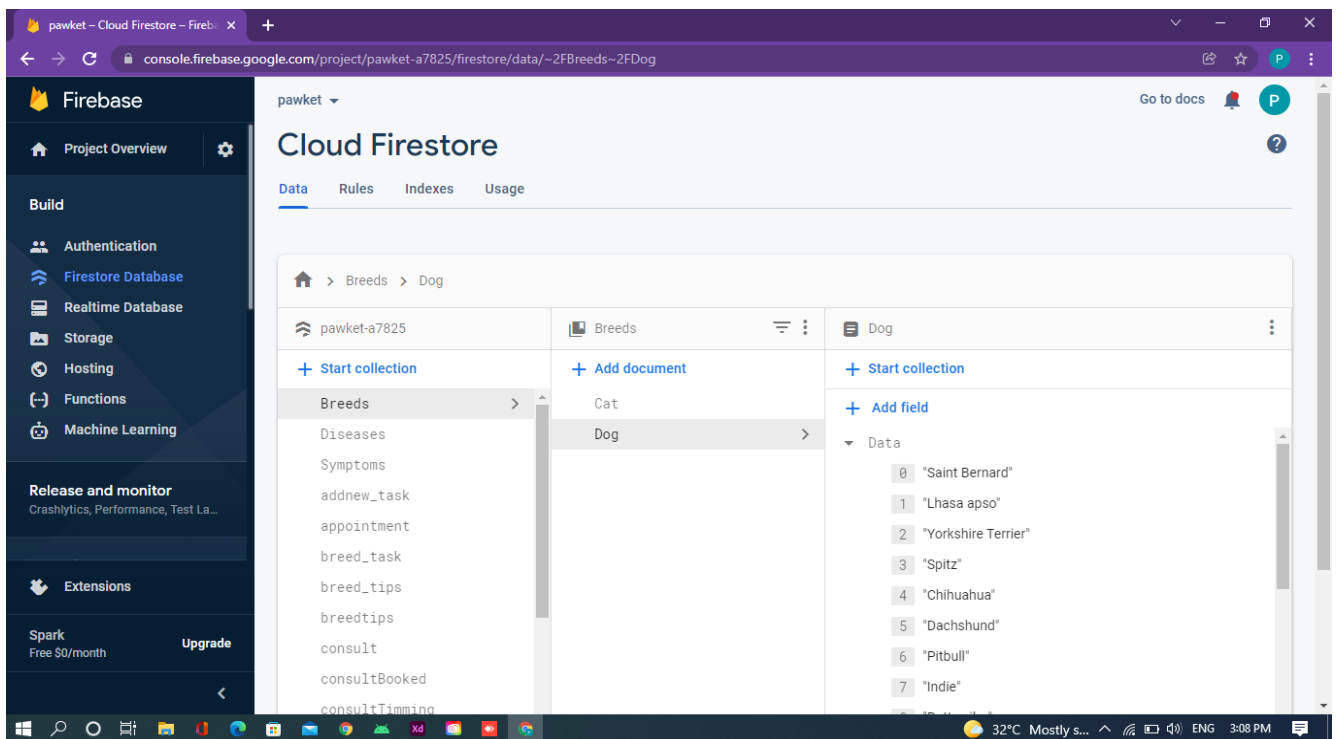 pawket – Cloud Firestore – Fireba
console.firebase.google.com/project/pawket-a7825/firestore/data/~2FBreeds~2FDog
P
Firebase
pawket
Go to docs
P
Project Overview
Cloud Firestore
Data Rules Indexes Usage
Build
Authentication
Firestore Database
Realtime Database
Storage
Hosting
Functions
Machine Learning
Release and monitor
Crashlytics, Performance, Test La...
Extensions
Spark
Free $0/month
Upgrade
Breeds > Dog
pawket-a7825
Start collection
Breeds
Diseases
Symptoms
addnew_task
appointment
breed_task
breed_tips
breedtips
consult
consultBooked
consultTimming
Breeds
Add document
Cat
Dog
Dog
Start collection
Add field
Data
0 "Saint Bernard"
1 "Lhasa apso"
2 "Yorkshire Terrier"
3 "Spitz"
4 "Chihuahua"
5 "Dachshund"
6 "Pitbull"
7 "Indie"
Xd
32°C Mostly s... ENG 3:08 PM